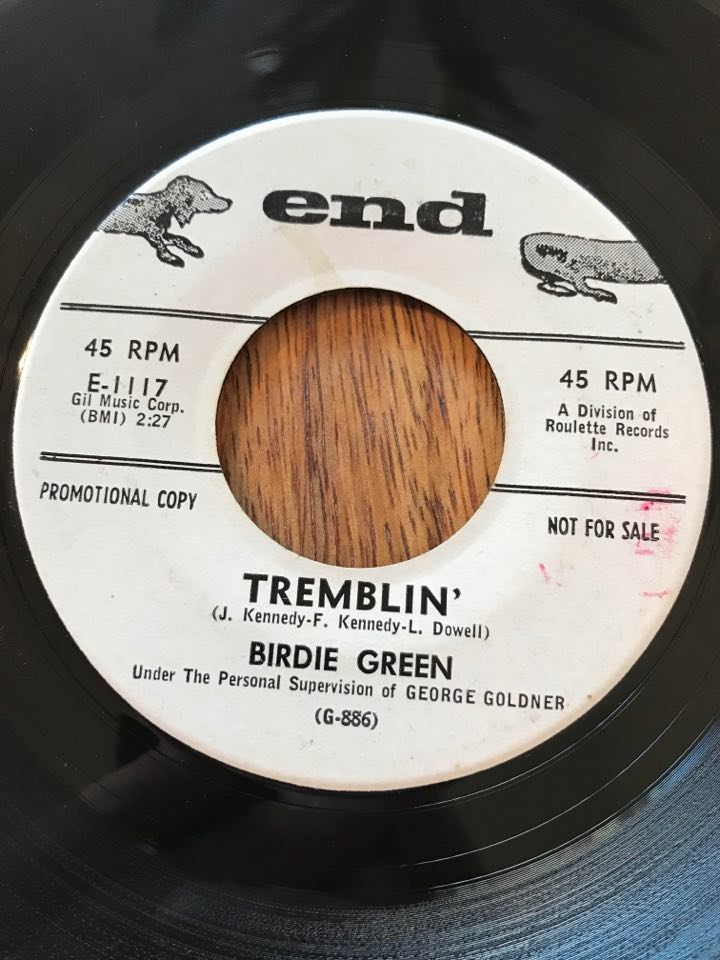 end
45 RPM
E-1117
Gil Music Corp.
(BMI) 2:27
45 RPM
A Division of
Roulette Records
Inc.
PROMOTIONAL COPY
NOT FOR SALE
TREMBLIN'
(J. Kennedy-F. Kennedy-L. Dowell)
BIRDIE GREEN
Under The Personal Supervision of GEORGE GOLDNER
(G-886)